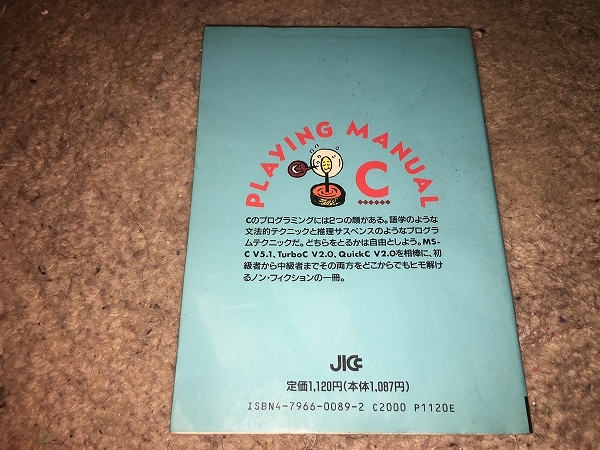 PLAYING MANUAL
C
Cのプログラミングには2つの顔がある。語学のような
文法的テクニックと推理サスペンスのようなプログラ
ムテクニックだ。どちらをとるかは自由としよう。MS-
C V5.1、TurboC V2.0、QuickC V2.0を相棒に、初
級者から中級者までその両方をどこからでもヒモ解け
るノン・フィクションの一冊。
JICC
定価1,120円(本体1,087円)
ISBN4-7966-0089-2 C2000 P1120E